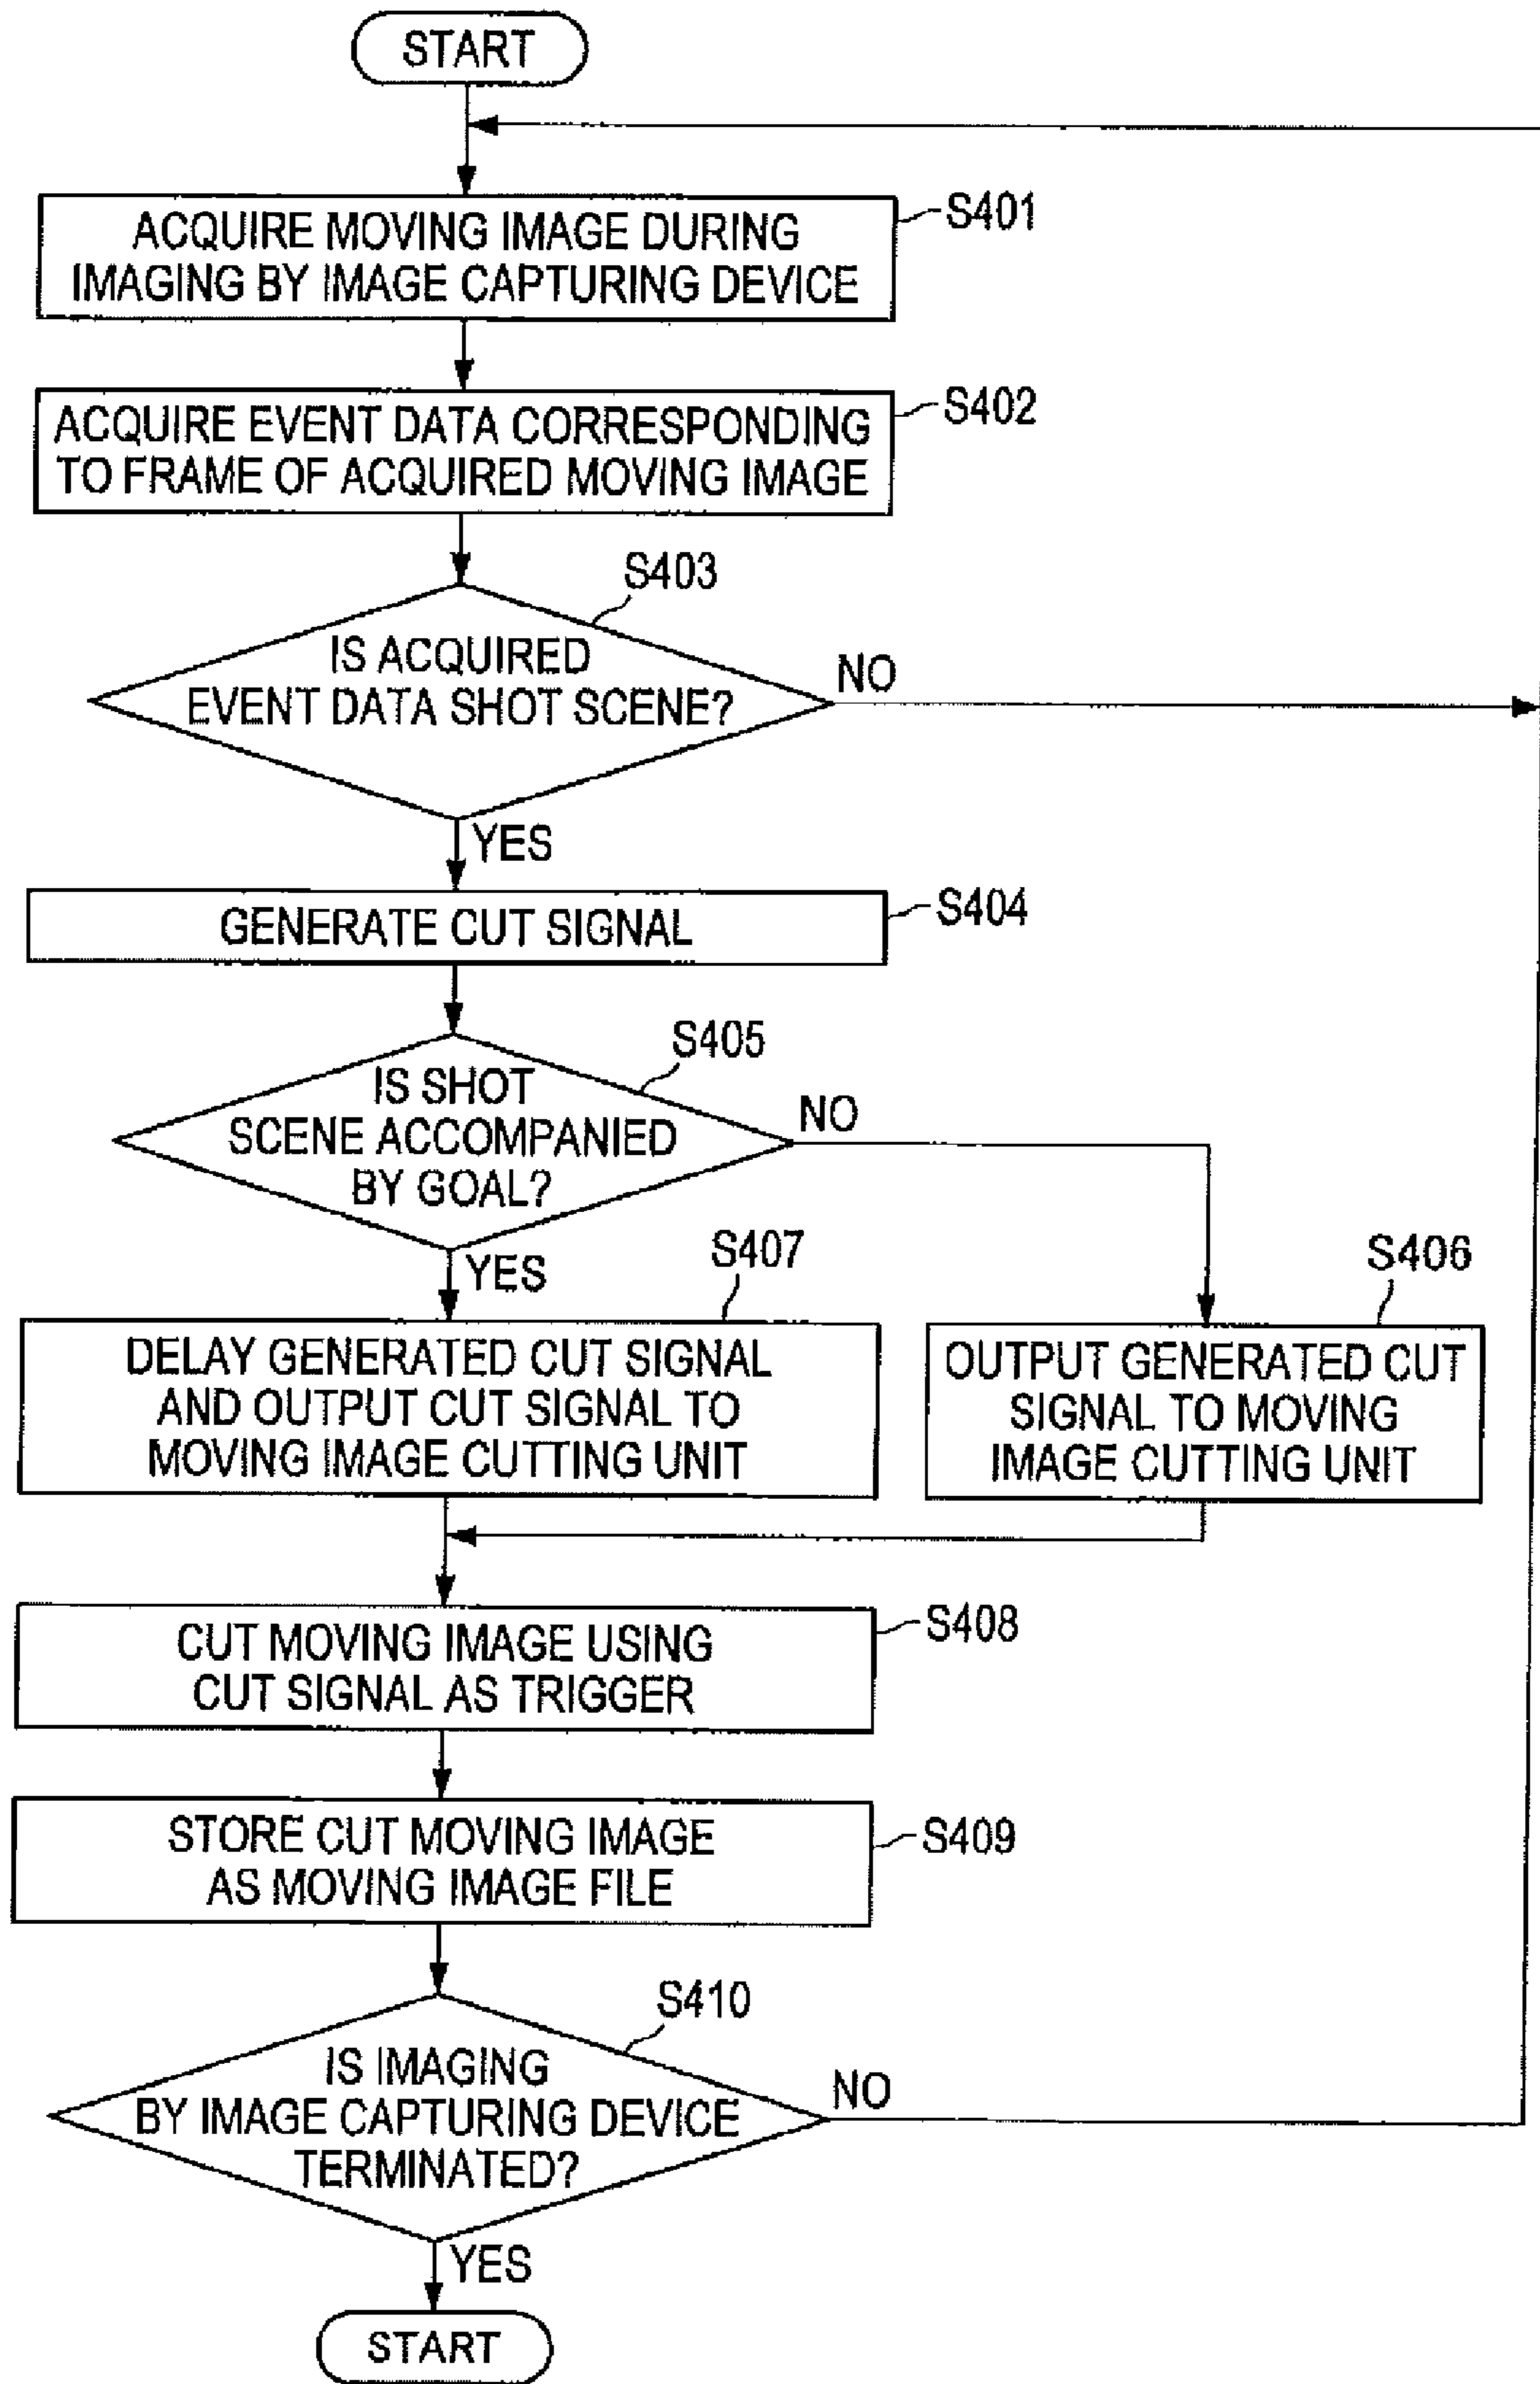 START
ACQUIRE MOVING IMAGE DURING
IMAGING BY IMAGE CAPTURING DEVICE
S401
ACQUIRE EVENT DATA CORRESPONDING
TO FRAME OF ACQUIRED MOVING IMAGE
S402
S403
IS ACQUIRED
EVENT DATA SHOT SCENE?
NO
YES
GENERATE CUT SIGNAL
S404
S405
IS SHOT
SCENE ACCOMPANIED
BY GOAL?
NO
YES
S407
DELAY GENERATED CUT SIGNAL
AND OUTPUT CUT SIGNAL TO
MOVING IMAGE CUTTING UNIT
S406
OUTPUT GENERATED CUT
SIGNAL TO MOVING
IMAGE CUTTING UNIT
CUT MOVING IMAGE USING
CUT SIGNAL AS TRIGGER
S408
STORE CUT MOVING IMAGE
AS MOVING IMAGE FILE
S409
S410
IS IMAGING
BY IMAGE CAPTURING DEVICE
TERMINATED?
NO
YES
START